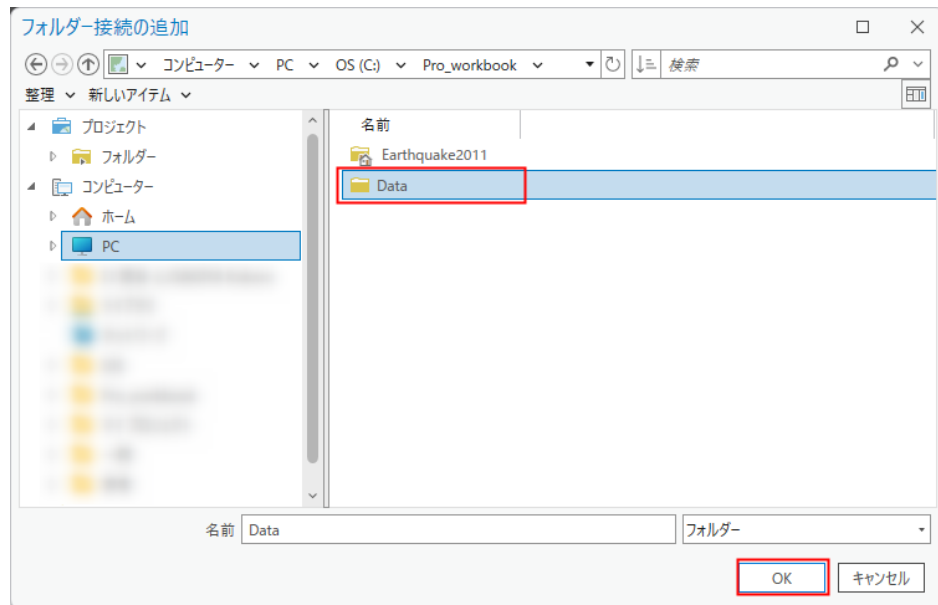 フォルダー接続の追加
コンピューター PC OS (C:) Pro_workbook 検索
整理 新しいアイテム
プロジェクト
フォルダー
コンピューター
ホーム
PC
名前
Earthquake2011
Data
名前 Data フォルダー
OK キャンセル